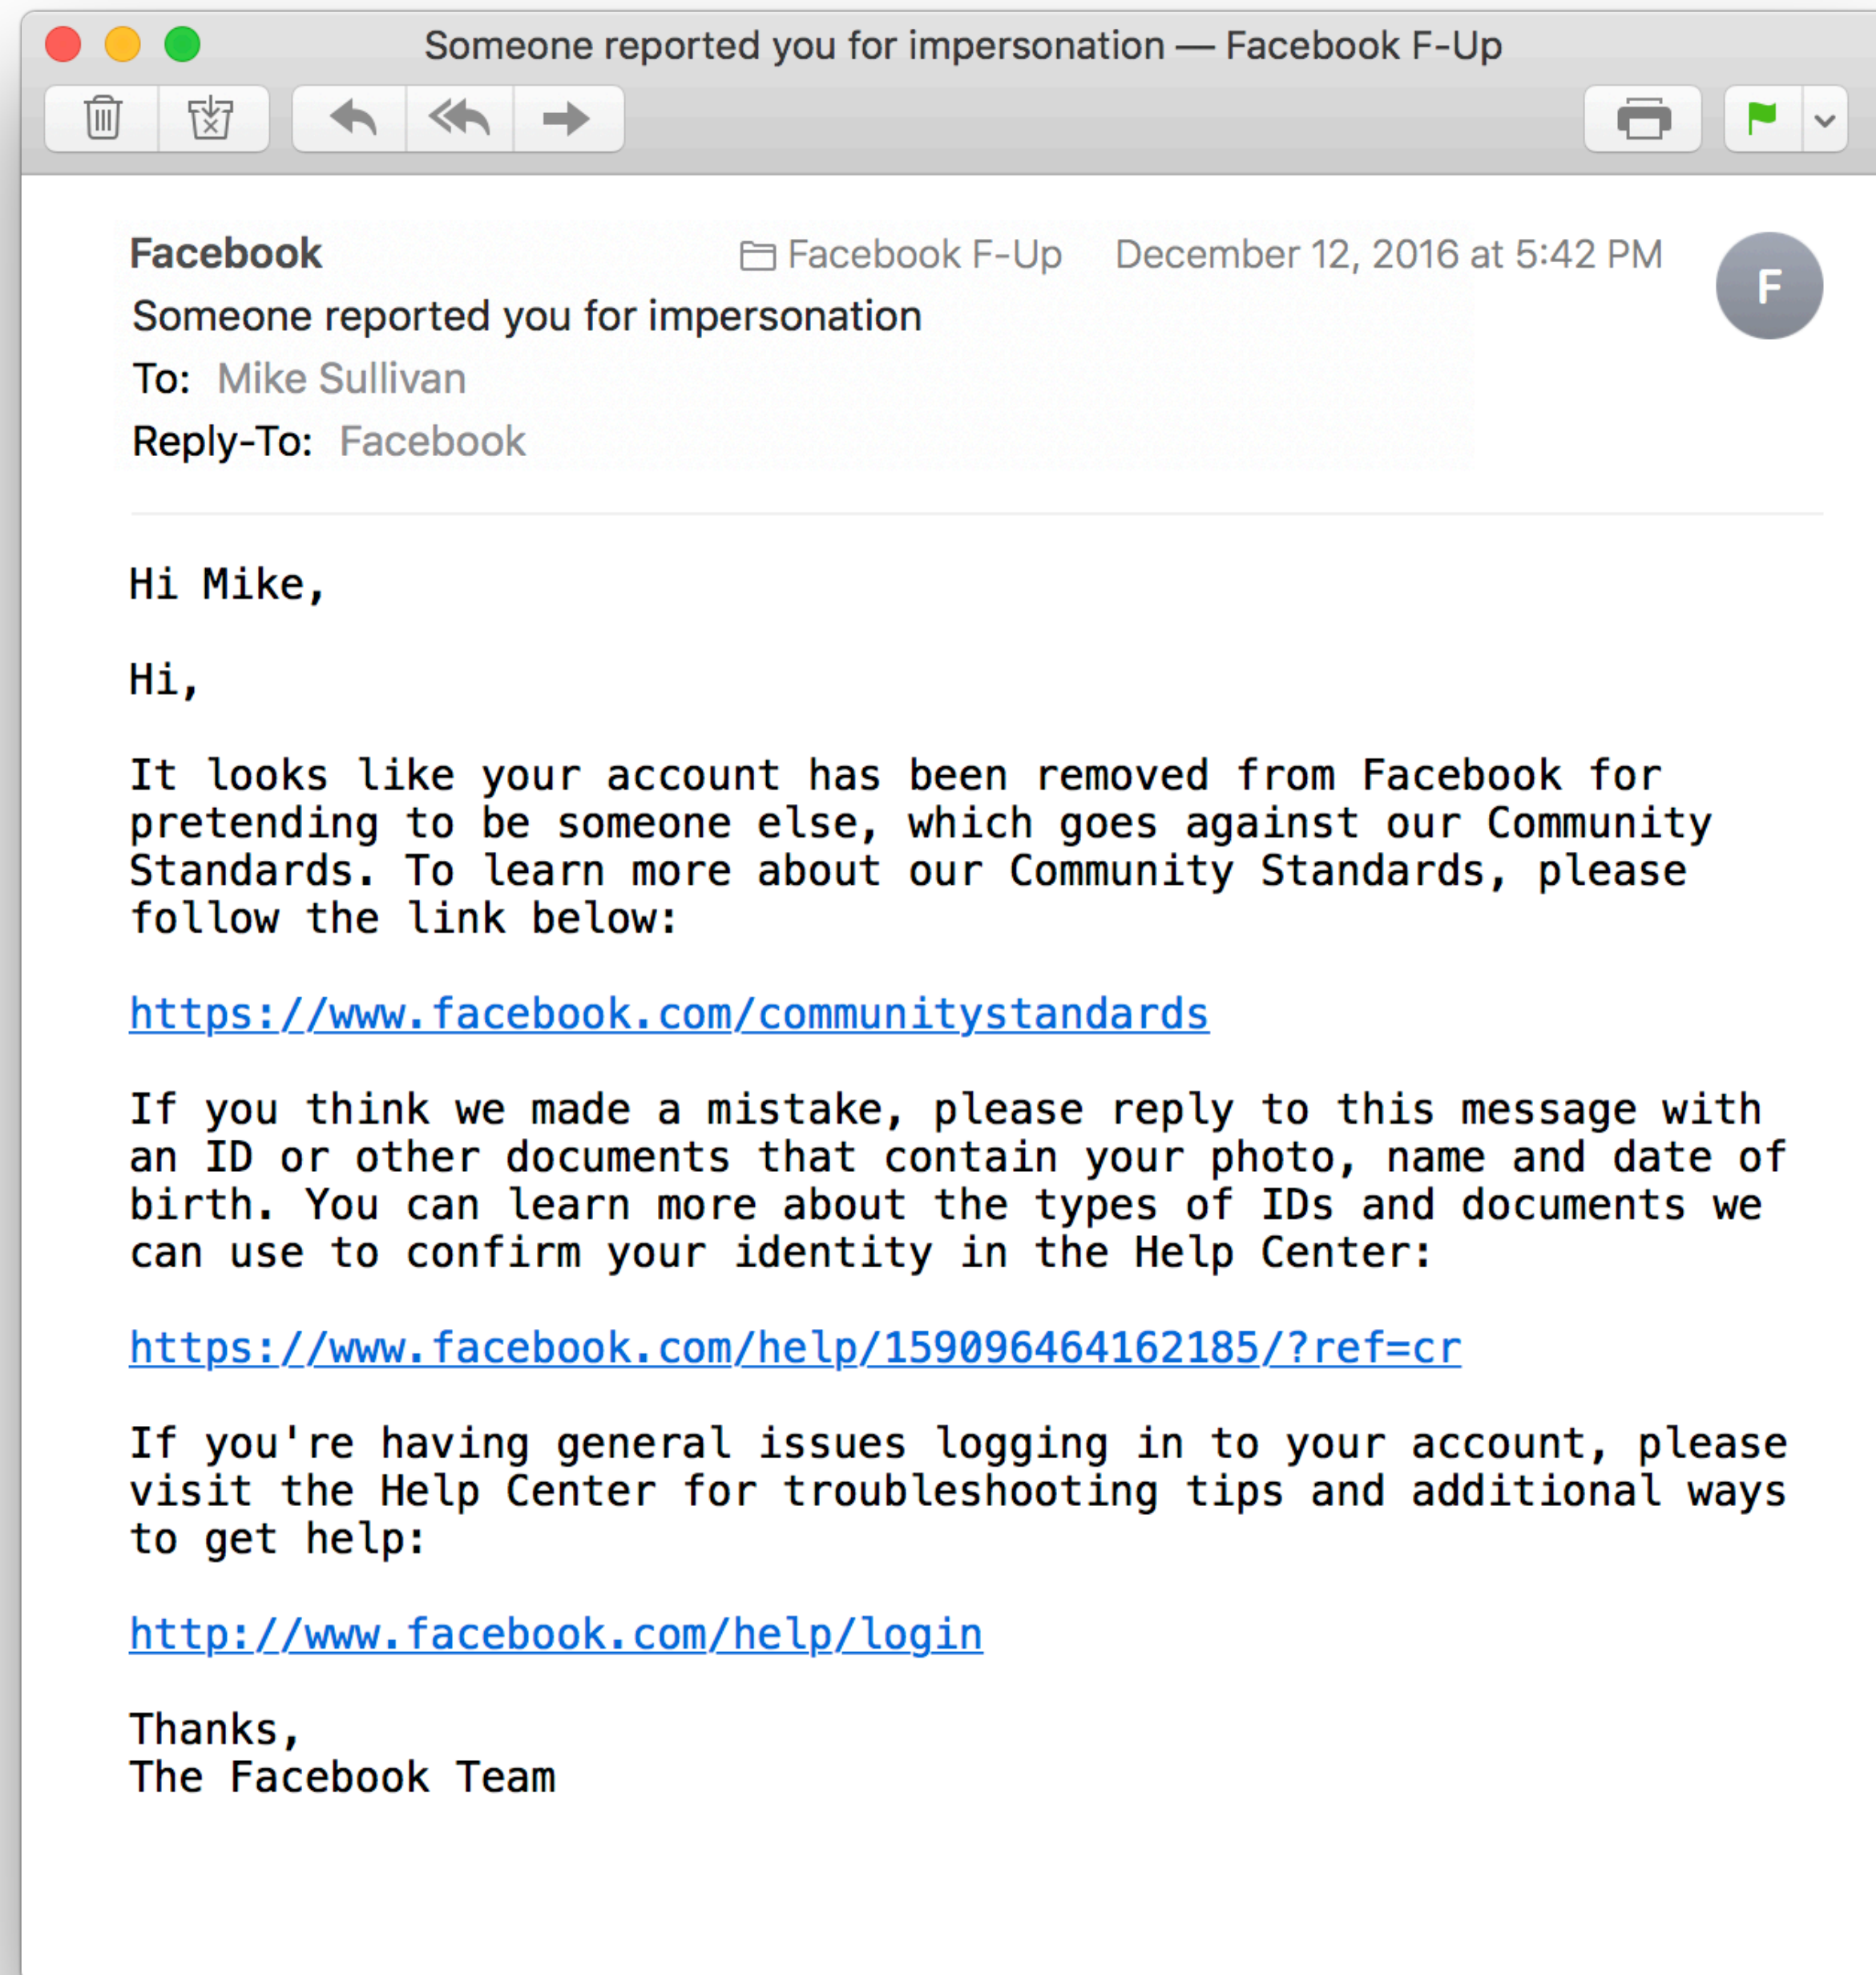 Someone reported you for impersonation — Facebook F-Up
Facebook
Facebook F-Up
December 12, 2016 at 5:42 PM
F
Someone reported you for impersonation
To: Mike Sullivan
Reply-To: Facebook
Hi Mike,
Hi,
It looks like your account has been removed from Facebook for
pretending to be someone else, which goes against our Community
Standards. To learn more about our Community Standards, please
follow the link below:
https://www.facebook.com/communitystandards
If you think we made a mistake, please reply to this message with
an ID or other documents that contain your photo, name and date of
birth. You can learn more about the types of IDs and documents we
can use to confirm your identity in the Help Center:
https://www.facebook.com/help/159096464162185/?ref=cr
If you're having general issues logging in to your account, please
visit the Help Center for troubleshooting tips and additional ways
to get help:
http://www.facebook.com/help/login
Thanks,
The Facebook Team